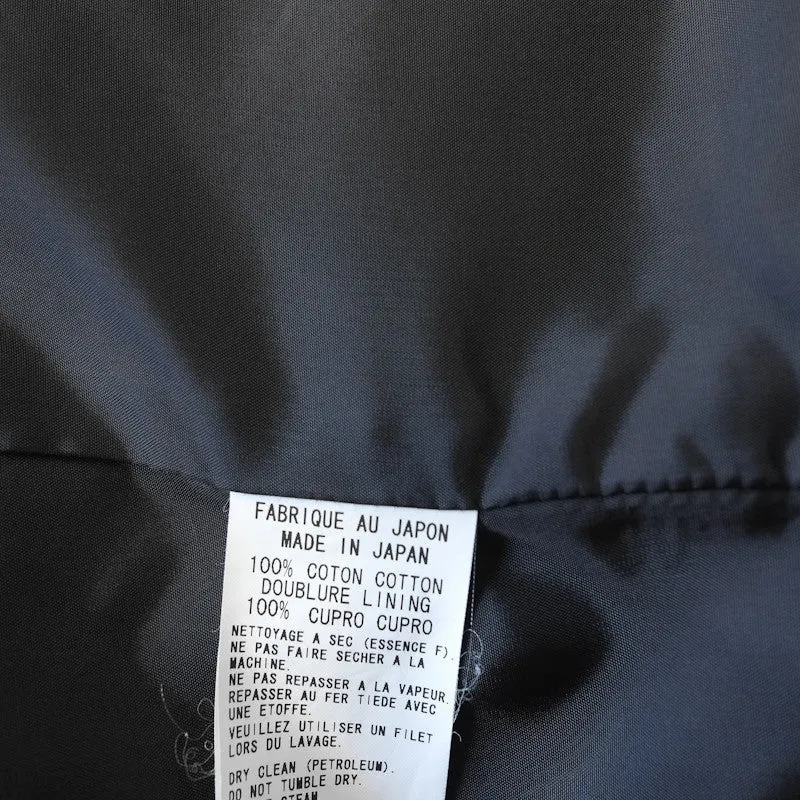 FABRIQUE AU JAPON
MADE IN JAPAN
100% COTON COTTON
DOUBLURE LINING
100% CUPRO CUPRO
NETTOYAGE A SEC (ESSENCE F).
NE PAS FAIRE SECHER A LA
MACHINE.
NE PAS REPASSER A LA VAPEUR.
REPASSER AU FER TIEDE AVEC
UNE ETOFFE.
VEUILLEZ UTILISER UN FILET
LORS DU LAVAGE.
DRY CLEAN (PETROLEUM).
DO NOT TUMBLE DRY.
STEAM